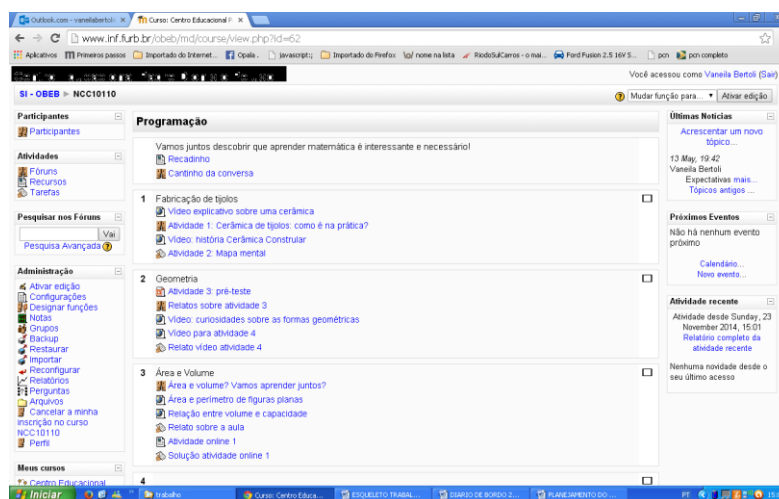 Outlook.com - vaneilabertoli
Curso: Centro Educacional P
www.inf.furb.br/obeb/md/course/view.php?id=62
Aplicativos Primeiros passos Importado do Internet... Opala. javascript:; Importado do Firefox nome na lista RiodoSulCarros - o mai... Ford Fusion 2.5 16V S... pcn pcn completo
Você acessou como Vaneila Bertoli (Sair)
SI - OBEB ► NCC10110
Mudar função para... Ativar edição
Participantes
Participantes
Atividades
Fóruns
Recursos
Tarefas
Pesquisar nos Fóruns
Vai
Pesquisa Avançada
Administração
Ativar edição
Configurações
Designar funções
Notas
Grupos
Backup
Restaurar
Importar
Reconfigurar
Relatórios
Perguntas
Arquivos
Cancelar a minha
inscrição no curso
NCC10110
Perfil
Meus cursos
Centro Educacional
Programação
Vamos juntos descobrir que aprender matemática é interessante e necessário!
Recadinho
Cantinho da conversa
1 Fabricação de tijolos
Vídeo explicativo sobre uma cerâmica
Atividade 1: Cerâmica de tijolos: como é na prática?
Vídeo: história Cerâmica Constrular
Atividade 2: Mapa mental
2 Geometria
Atividade 3: pré-teste
Relatos sobre atividade 3
Vídeo: curiosidades sobre as formas geométricas
Vídeo para atividade 4
Relato vídeo atividade 4
3 Área e Volume
Área e volume? Vamos aprender juntos?
Área e perímetro de figuras planas
Relação entre volume e capacidade
Relato sobre a aula
Atividade online 1
Solução atividade online 1
4
Últimas Notícias
Acrescentar um novo
tópico...
13 May, 19:42
Vaneila Bertoli
Expectativas mais...
Tópicos antigos ...
Próximos Eventos
Não há nenhum evento
próximo
Calendário...
Novo evento...
Atividade recente
Atividade desde Sunday, 23
November 2014, 15:01
Relatório completo da
atividade recente
Nenhuma novidade desde o
seu último acesso
Iniciar
trabalho
Curso: Centro Educa...
ESQUELETO TRABAL...
DIARIO DE BORDO 2...
PLANEJAMENTO DO ...
PT